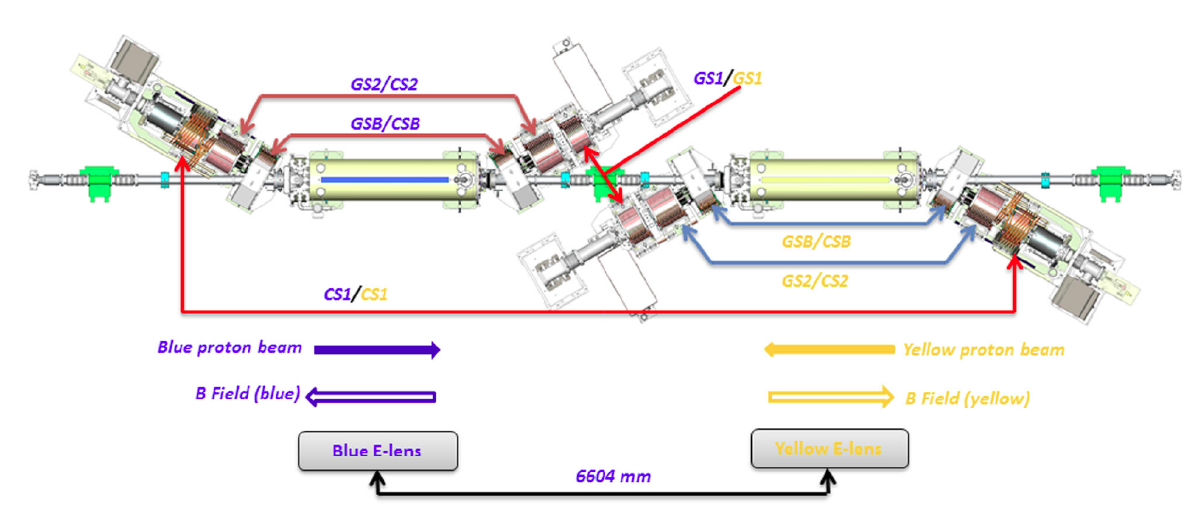 GS2/CS2
GS1/GS1
GSB/CSB
GSB/CSB
GS2/CS2
CS1/CS1
Blue proton beam
Yellow proton beam
B Field (blue)
B Field (yellow)
Blue E-lens
Yellow E-lens
6604 mm